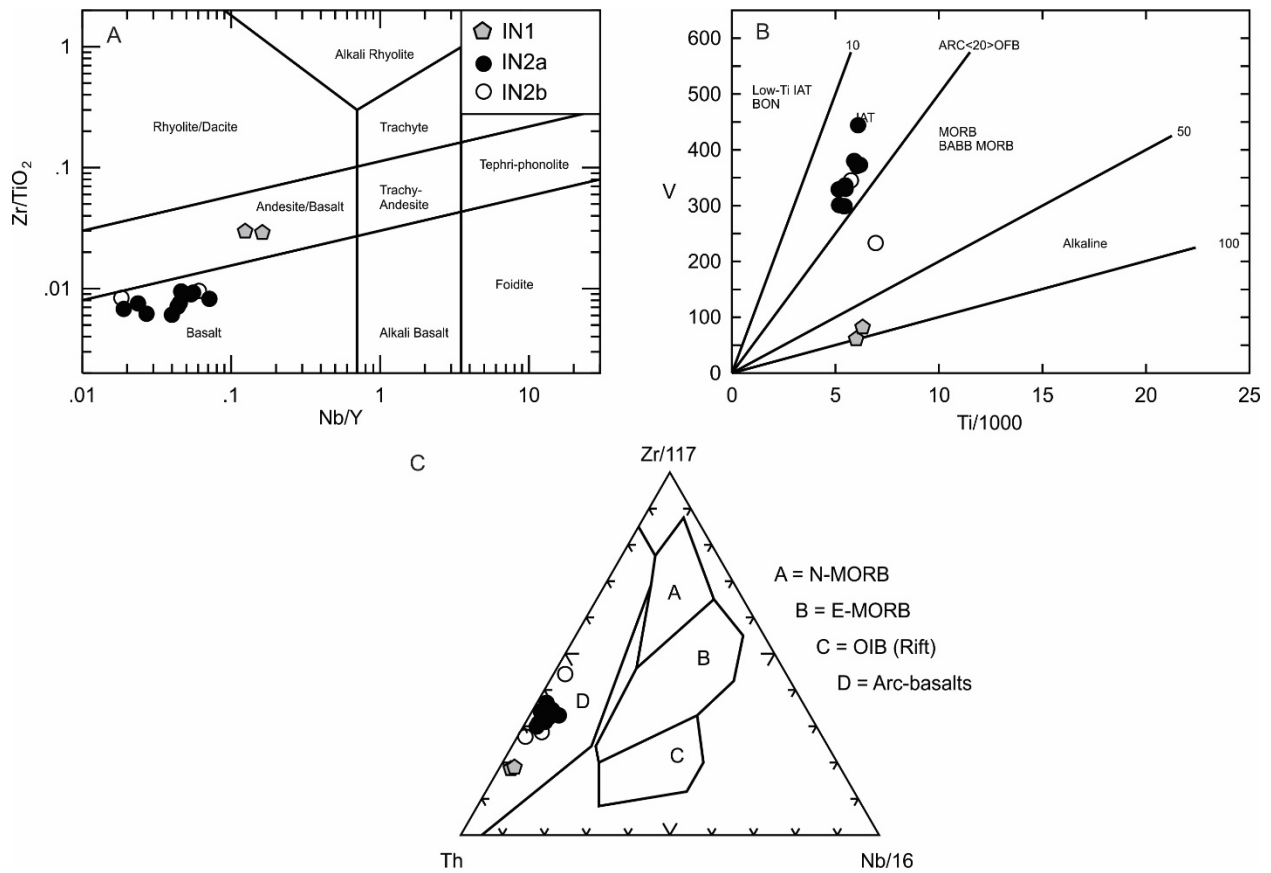 A
B
IN1
IN2a
IN2b
Alkali Rhyolite
Rhyolite/Dacite
Trachyte
Tephri-phonolite
Andesite/Basalt
Trachy-
Andesite
Foidite
Basalt
Alkali Basalt
Zr/TiO2
1
0.1
.01
.01
.1
1
10
Nb/Y
600
500
400
300
200
100
0
V
10
ARC<20>OFB
Low-Ti IAT
BON
IAT
MORB
BABB MORB
50
Alkaline
100
0
5
10
15
20
25
Ti/1000
C
Zr/117
A
B
C
D
A = N-MORB
B = E-MORB
C = OIB (Rift)
D = Arc-basalts
Th
Nb/16